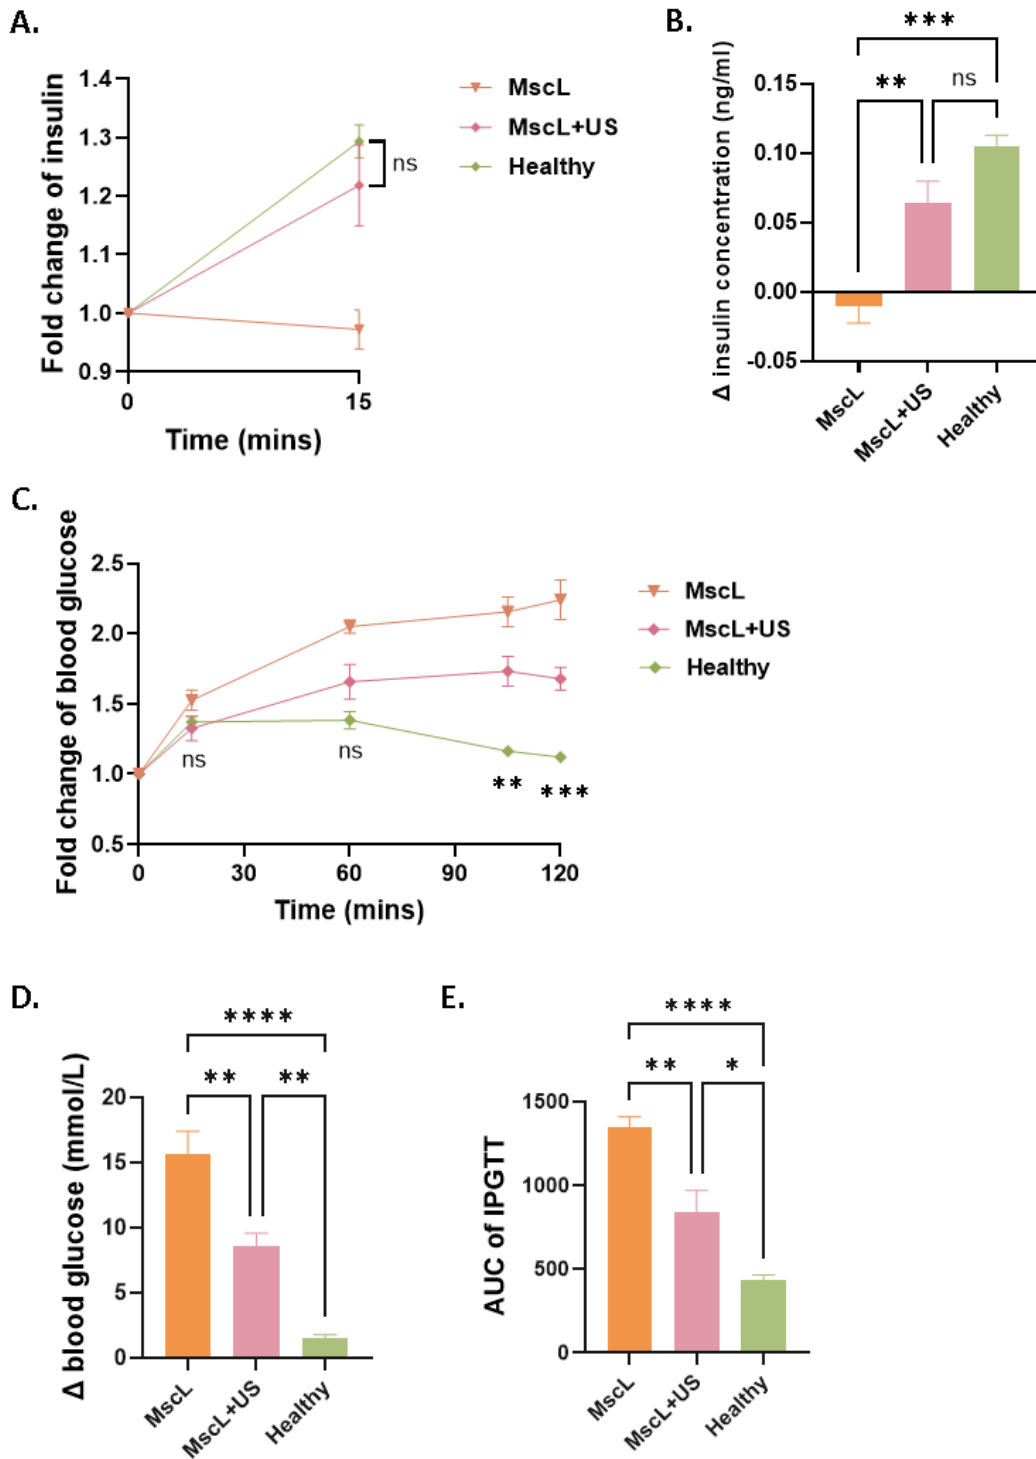 A.
Fold change of insulin
1.4
1.3
1.2
1.1
1.0
0.9
0
15
Time (mins)
ns
MscL
MscL+US
Healthy
B.
Δ insulin concentration (ng/ml)
0.15
0.10
0.05
0.00
-0.05
***
**
ns
MscL
MscL+US
Healthy
C.
Fold change of blood glucose
2.5
2.0
1.5
1.0
0.5
0
30
60
90
120
Time (mins)
ns
ns
**
***
MscL
MscL+US
Healthy
D.
Δ blood glucose (mmol/L)
20
15
10
5
0
****
**
**
MscL
MscL+US
Healthy
E.
AUC of IPGTT
1500
1000
500
0
****
**
*
MscL
MscL+US
Healthy